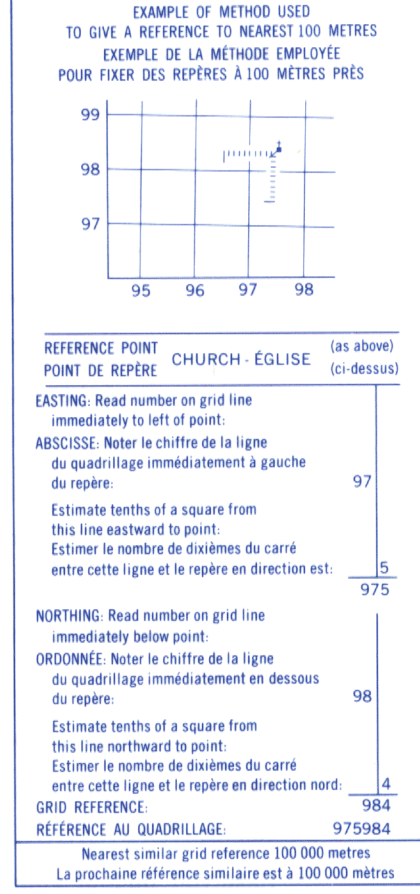 EXAMPLE OF METHOD USED
TO GIVE A REFERENCE TO NEAREST 100 METRES
EXEMPLE DE LA MÉTHODE EMPLOYÉE
POUR FIXER DES REPÈRES À 100 MÈTRES PRÈS
99
98
97
95 96 97 98
REFERENCE POINT
POINT DE REPÈRE
CHURCH - ÉGLISE
(as above)
(ci-dessus)
EASTING: Read number on grid line
immediately to left of point:
ABSCISSE: Noter le chiffre de la ligne
du quadrillage immédiatement à gauche
du repère: 97
Estimate tenths of a square from
this line eastward to point:
Estimer le nombre de dixièmes du carré
entre cette ligne et le repère en direction est: 5
975
NORTHING: Read number on grid line
immediately below point:
ORDONNÉE: Noter le chiffre de la ligne
du quadrillage immédiatement en dessous
du repère: 98
Estimate tenths of a square from
this line northward to point:
Estimer le nombre de dixièmes du carré
entre cette ligne et le repère en direction nord: 4
GRID REFERENCE: 984
RÉFÉRENCE AU QUADRILLAGE: 975984
Nearest similar grid reference 100 000 metres
La prochaine référence similaire est à 100 000 mètres